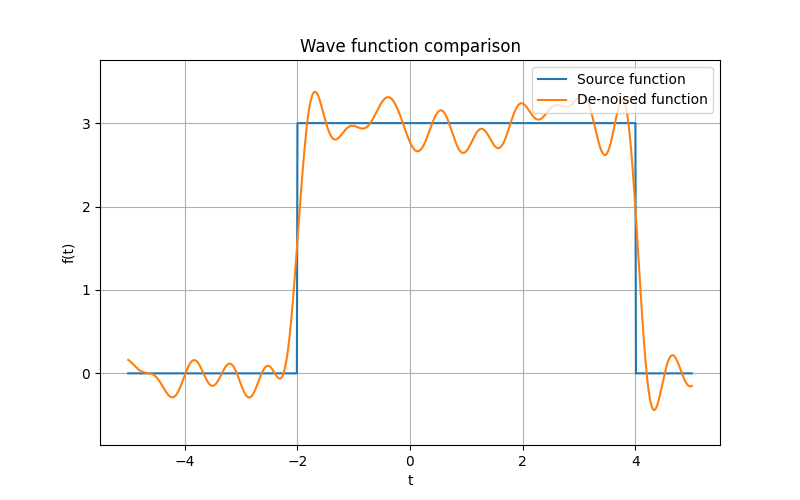 Wave function comparison
Source function
De-noised function
f(t)
3
2
1
0
−4
−2
0
2
4
t